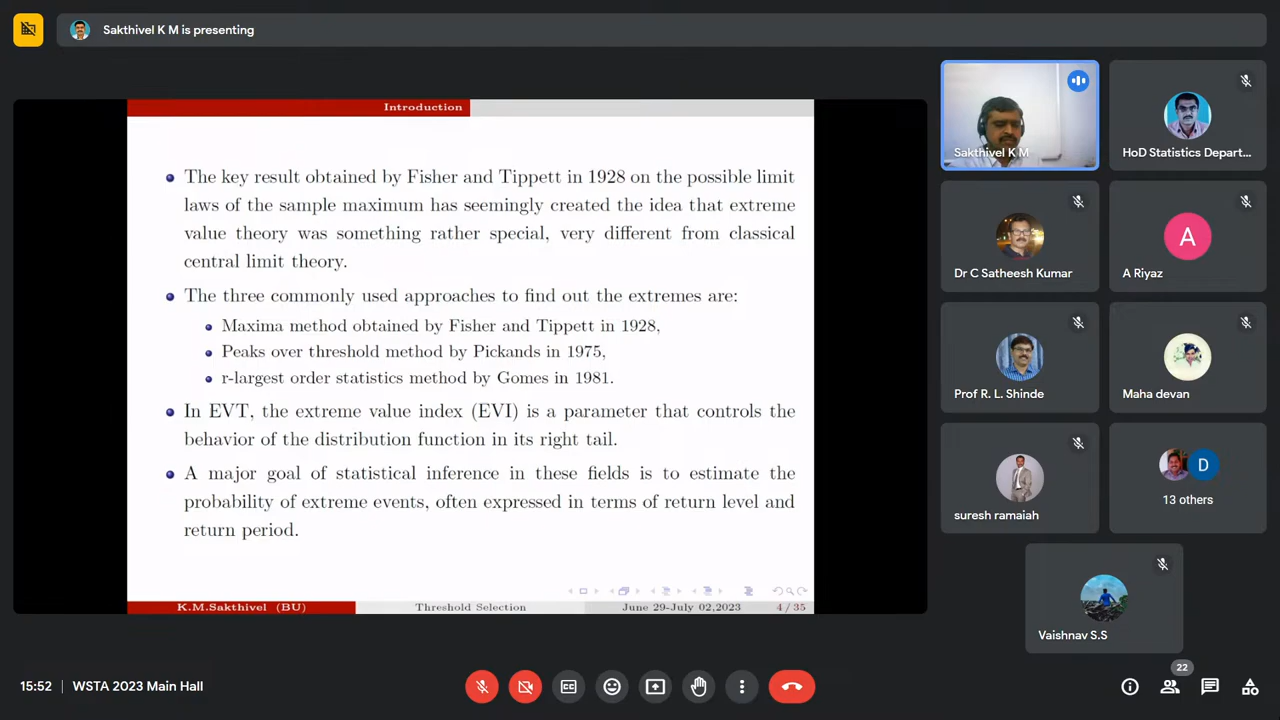 Sakthivel K M is presenting
Introduction
The key result obtained by Fisher and Tippett in 1928 on the possible limit
laws of the sample maximum has seemingly created the idea that extreme
value theory was something rather special, very different from classical
central limit theory.
The three commonly used approaches to find out the extremes are:
Maxima method obtained by Fisher and Tippett in 1928,
Peaks over threshold method by Pickands in 1975,
r-largest order statistics method by Gomes in 1981.
In EVT, the extreme value index (EVI) is a parameter that controls the
behavior of the distribution function in its right tail.
A major goal of statistical inference in these fields is to estimate the
probability of extreme events, often expressed in terms of return level and
return period.
K.M.Sakthivel (BU)
Threshold Selection
June 29-July 02,2023
4 / 35
Sakthivel K M
HoD Statistics Depart...
Dr C Satheesh Kumar
A
A Riyaz
Prof R. L. Shinde
Maha devan
suresh ramaiah
D
13 others
Vaishnav S.S
15:52 | WSTA 2023 Main Hall
22